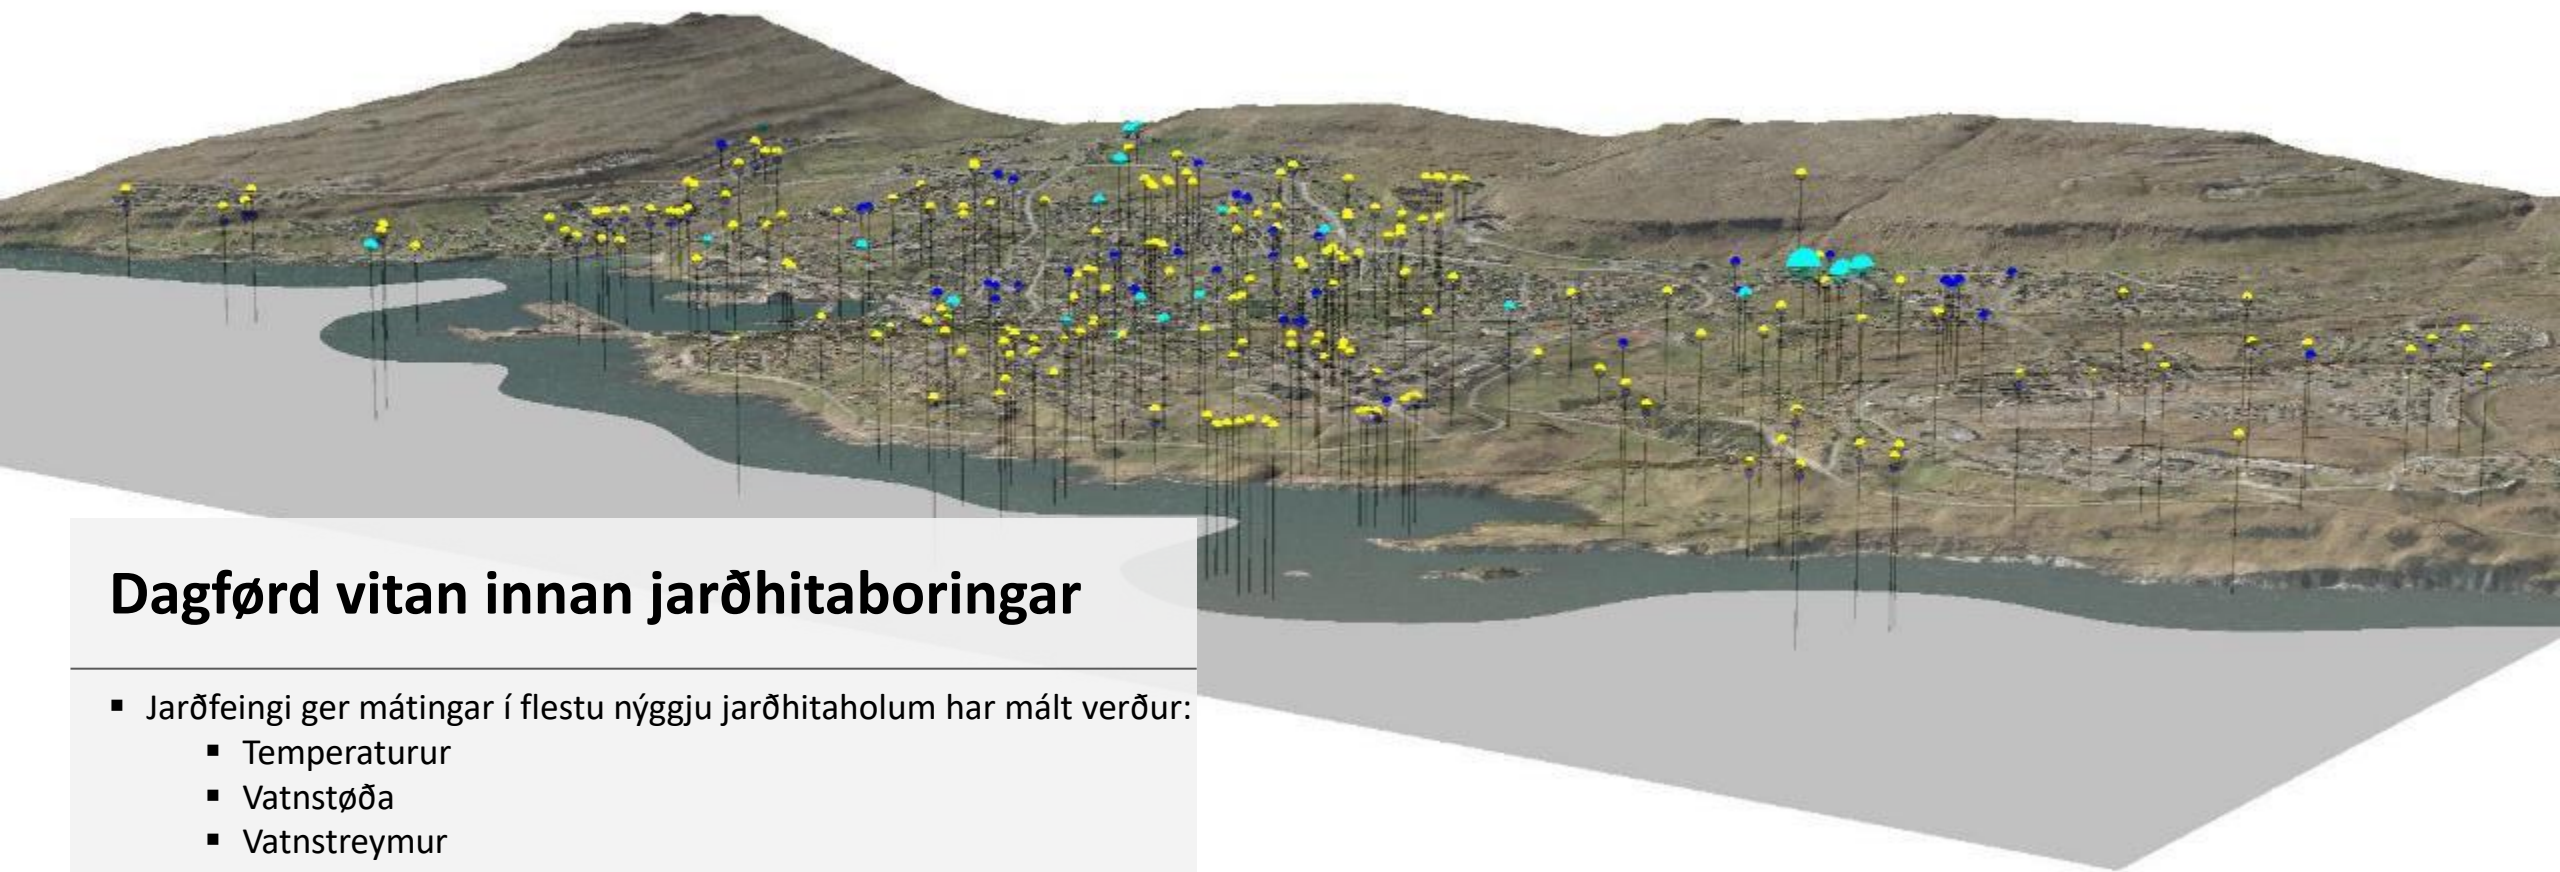 Dagførd vitan innan jarðhitaboringar
▪ Jarðfeingi ger mátingar í flestu nýggju jarðhitaholum har mált verður:
▪ Temperaturur
▪ Vatnstøða
▪ Vatnstreymur